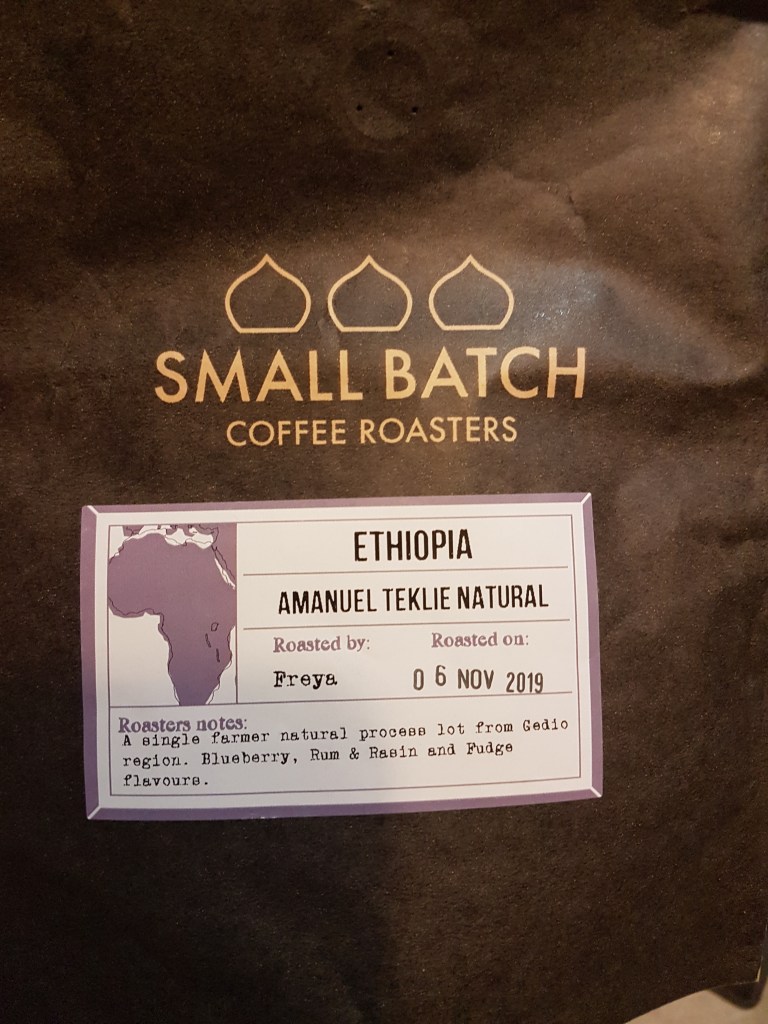 SMALL BATCH
COFFEE ROASTERS
ETHIOPIA
AMANUEL TEKLIE NATURAL
Roasted by: Roasted on:
Freya 06 NOV 2019
Roasters notes:
A single farmer natural process lot from Gedio
region. Blueberry, Rum & Rasin and Fudge
flavours.